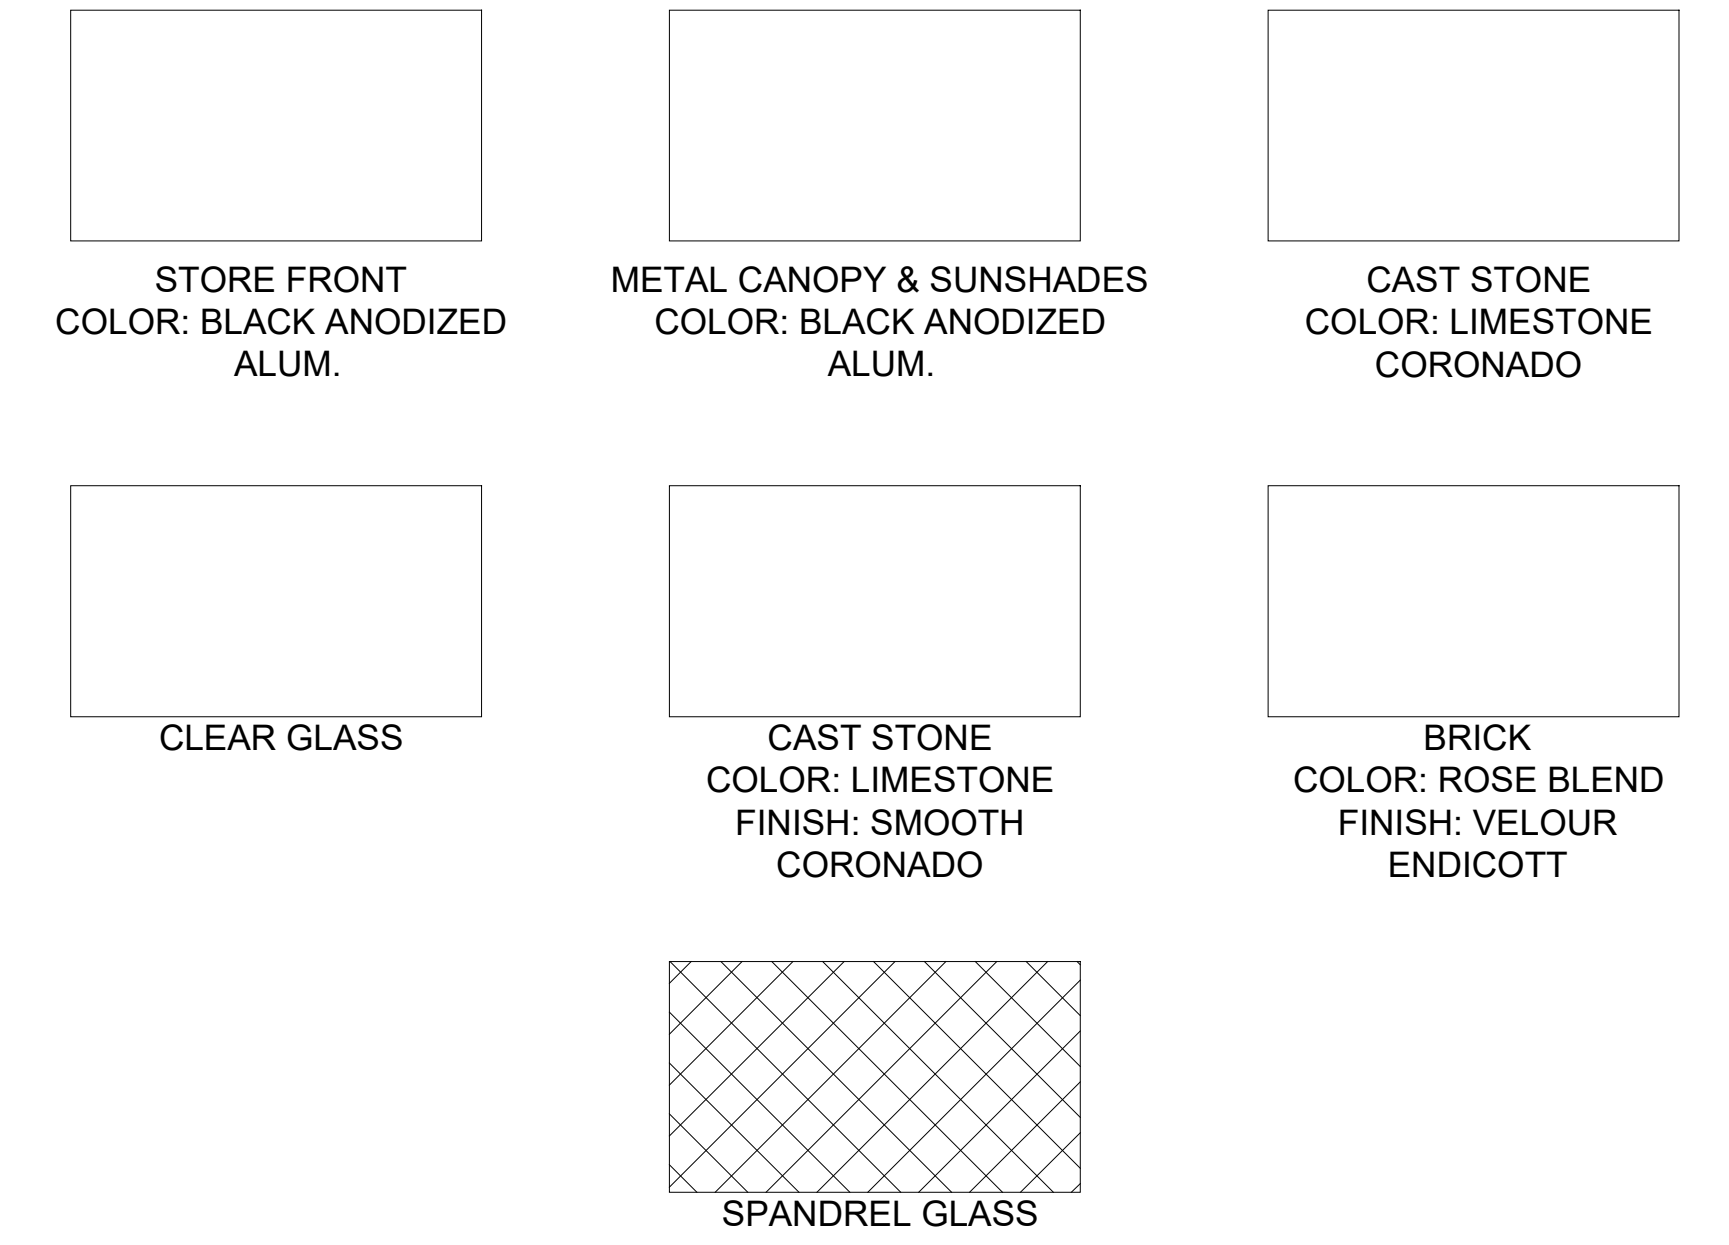 STORE FRONT
COLOR: BLACK ANODIZED
ALUM.
METAL CANOPY & SUNSHADES
COLOR: BLACK ANODIZED
ALUM.
CAST STONE
COLOR: LIMESTONE
CORONADO
CLEAR GLASS
CAST STONE
COLOR: LIMESTONE
FINISH: SMOOTH
CORONADO
BRICK
COLOR: ROSE BLEND
FINISH: VELOUR
ENDICOTT
SPANDREL GLASS